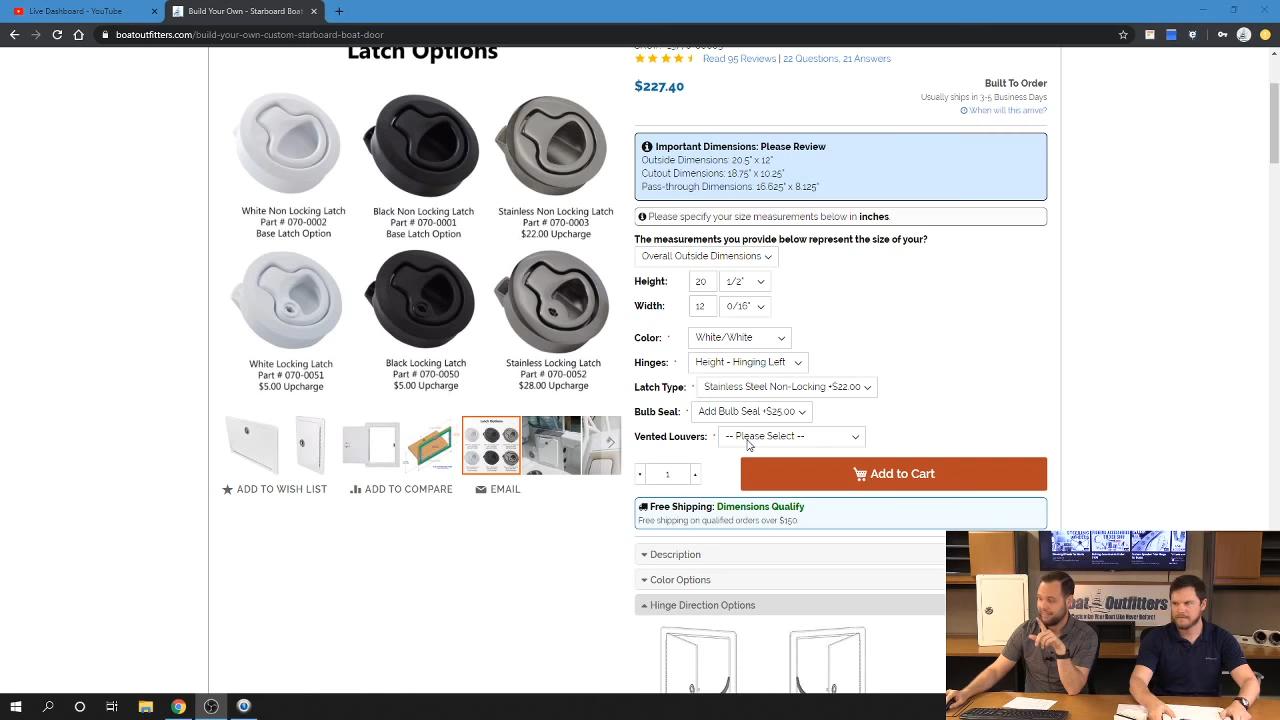 Live Dashboard - YouTube
Build Your Own - Starboard Boat
boatoutfitters.com/build-your-own-custom-starboard-boat-door
Latch Options
White Non Locking Latch
Part # 070-0002
Base Latch Option
Black Non Locking Latch
Part # 070-0001
Base Latch Option
Stainless Non Locking Latch
Part # 070-0003
$22.00 Upcharge
White Locking Latch
Part # 070-0051
$5.00 Upcharge
Black Locking Latch
Part # 070-0050
$5.00 Upcharge
Stainless Locking Latch
Part # 070-0052
$28.00 Upcharge
Latch Options
ADD TO WISH LIST
ADD TO COMPARE
EMAIL
Read 95 Reviews | 22 Questions, 21 Answers
$227.40
Built To Order
Usually ships in 3-5 Business Days
When will this arrive?
Important Dimensions: Please Review
Outside Dimensions: 20.5" x 12"
Cutout Dimensions: 18.75" x 10.25"
Pass-through Dimensions: 16.625" x 8.125"
Please specify your size measurements below in inches.
The measurements you provide below represent the size of your?
Overall Outside Dimensions
Height: 20 1/2"
Width: 12 0/16"
Color: * White/White
Hinges: * Height - Hinging Left
Latch Type: * Stainless Steel Non-Locking +$22.00
Bulb Seal: * Add Bulb Seal +$25.00
Vented Louvers: * -- Please Select --
1
Add to Cart
Free Shipping: Dimensions Qualify
Free shipping on qualified orders over $150.
Description
Color Options
Hinge Direction Options
Outfitters
Customize Your Boat Like Never Before!